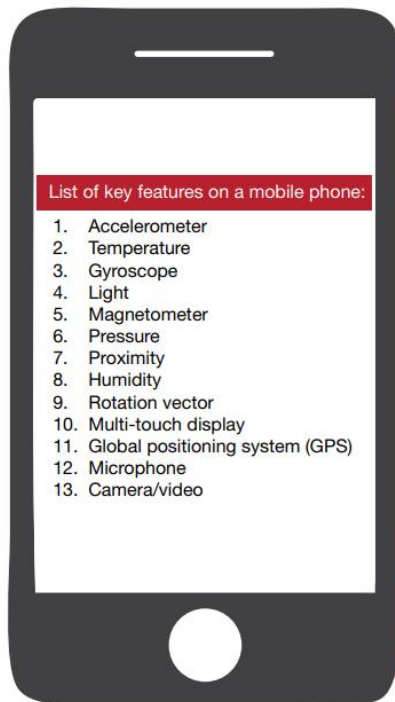 List of key features on a mobile phone:
1. Accelerometer
2. Temperature
3. Gyroscope
4. Light
5. Magnetometer
6. Pressure
7. Proximity
8. Humidity
9. Rotation vector
10. Multi-touch display
11. Global positioning system (GPS)
12. Microphone
13. Camera/video